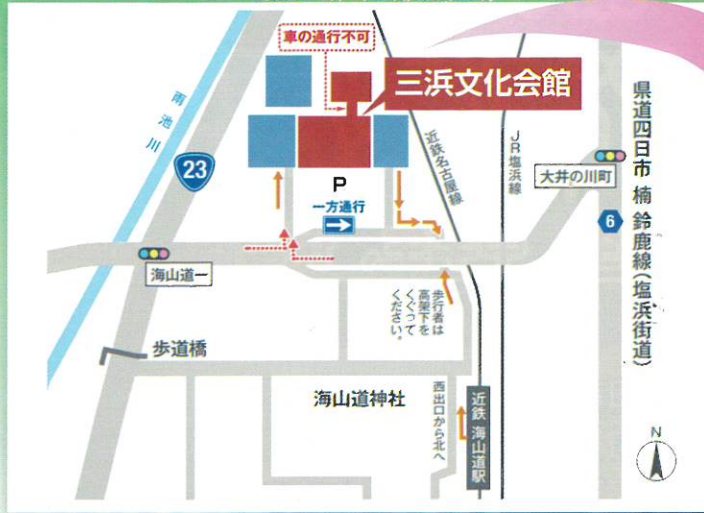 車の通行不可
三浜文化会館
雨池川
23
P
一方通行
近鉄名古屋線
JR塩浜線
大井の川町
県道四日市 楠 鈴鹿線(塩浜街道)
6
海山道一
歩行者は
高架下を
くぐって
ください。
歩道橋
海山道神社
西出口から北へ
近鉄 海山道駅
N